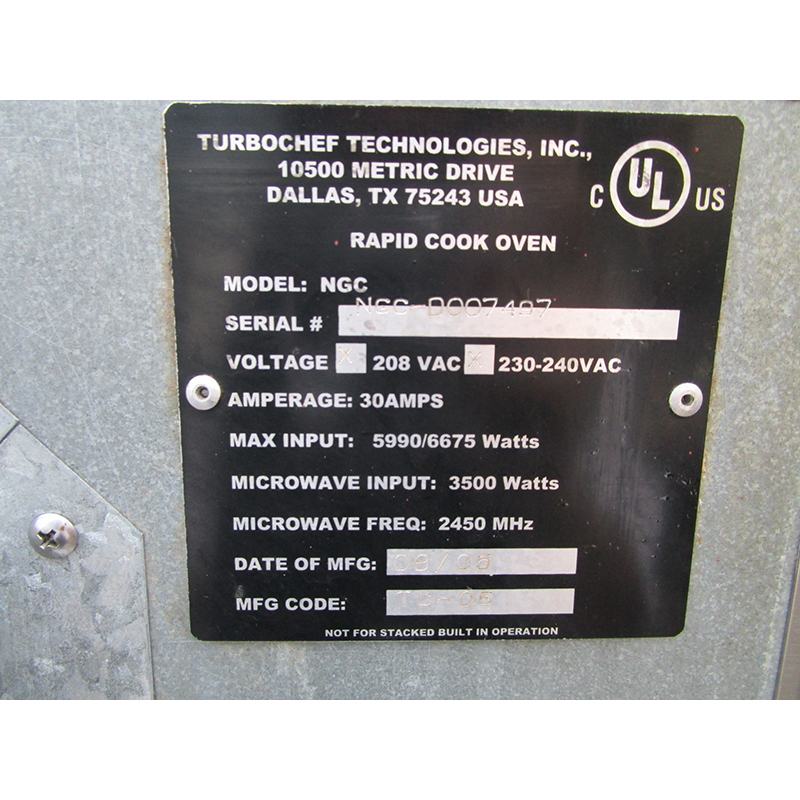 TURBOCHEF TECHNOLOGIES, INC.,
10500 METRIC DRIVE
DALLAS, TX 75243 USA
C UL US
RAPID COOK OVEN
MODEL: NGC
SERIAL # NGC-D007497
VOLTAGE X 208 VAC X 230-240VAC
AMPERAGE: 30AMPS
MAX INPUT: 5990/6675 Watts
MICROWAVE INPUT: 3500 Watts
MICROWAVE FREQ: 2450 MHz
DATE OF MFG:
MFG CODE:
NOT FOR STACKED BUILT IN OPERATION